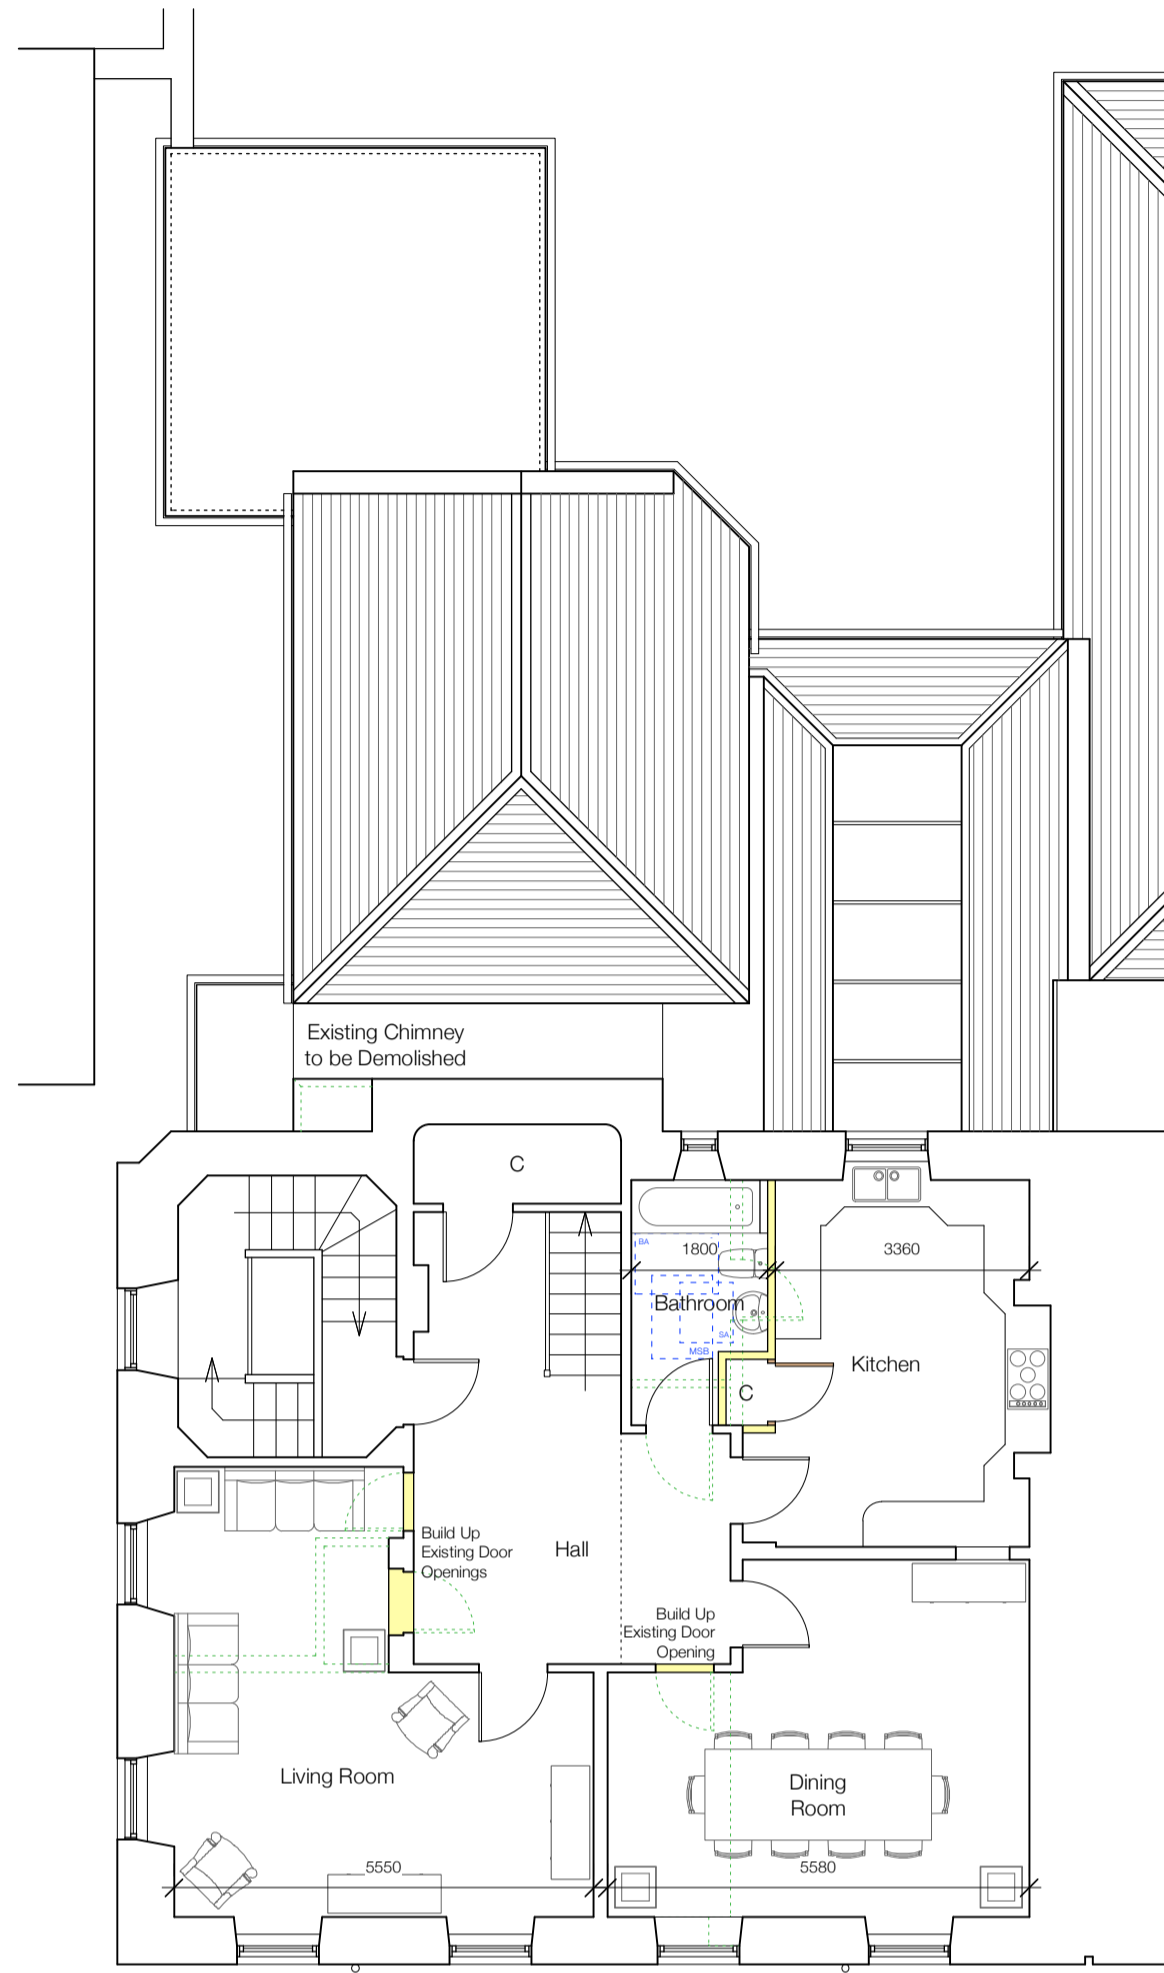 Existing Chimney
to be Demolished
C
BA
1800
3360
Bathroom
SA
MSB
Kitchen
C
Build Up
Existing Door
Openings
Hall
Build Up
Existing Door
Opening
Living Room
Dining
Room
5550
5580